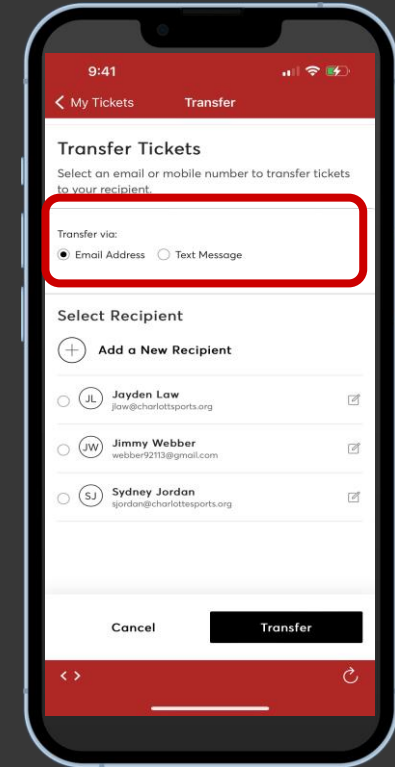 9:41
My Tickets Transfer
Transfer Tickets
Select an email or mobile number to transfer tickets
to your recipient.
Transfer via:
Email Address Text Message
Select Recipient
Add a New Recipient
JL Jayden Law
jlaw@charlottsports.org
JW Jimmy Webber
webber92113@gmail.com
SJ Sydney Jordan
sjordan@charlottesports.org
Cancel Transfer